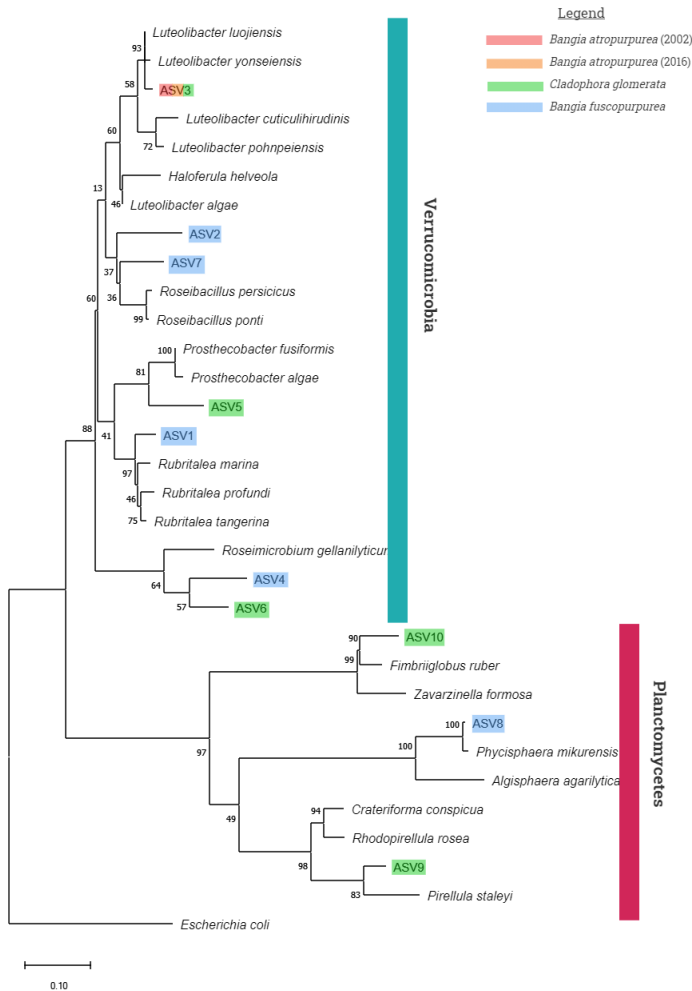 Legend
Bangia atropurpurea (2002)
Bangia atropurpurea (2016)
Cladophora glomerata
Bangia fuscopurpurea
Luteolibacter luojiensis
93
Luteolibacter yonseiensis
58
ASV3
Luteolibacter cuticulihirudinis
60
72
Luteolibacter pohnpeiensis
Haloferula helveola
13
46
Luteolibacter algae
ASV2
37
ASV7
36
Roseibacillus persicicus
60
99
Roseibacillus ponti
100
Prosthecobacter fusiformis
81
Prosthecobacter algae
ASV5
88
41
ASV1
Rubritalea marina
97
46
Rubritalea profundi
75
Rubritalea tangerina
Roseimicrobium gellanilyticur
64
ASV4
57
ASV6
Verrucomicrobia
90
ASV10
99
Fimbriiglobus ruber
Zavarzinella formosa
100
ASV8
97
100
Phycisphaera mikurensis
Algisphaera agarilytica
49
94
Crateriforma conspicua
Rhodopirellula rosea
98
ASV9
83
Pirellula staleyi
Planctomycetes
Escherichia coli
0.10